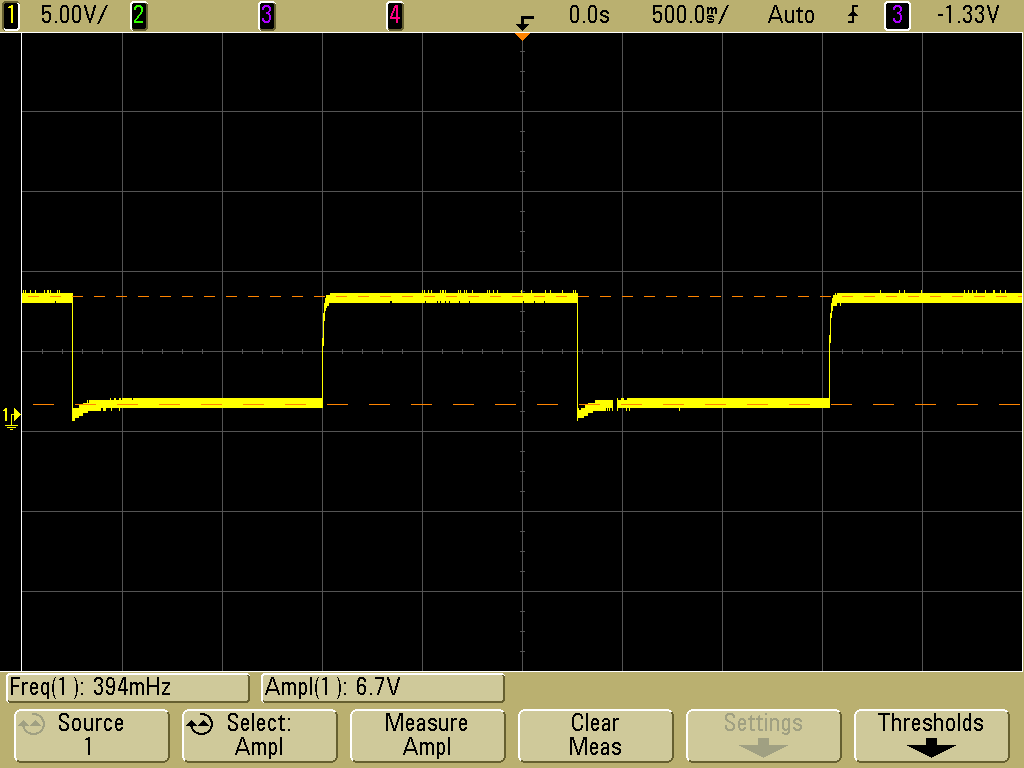 1 5.00V/ 2 3 4 0.0s 500.0ms/ Auto 3 -1.33V
1
Freq(1): 394mHz Ampl(1): 6.7V
Source Select: Measure Clear Settings Thresholds
1 Ampl Ampl Meas